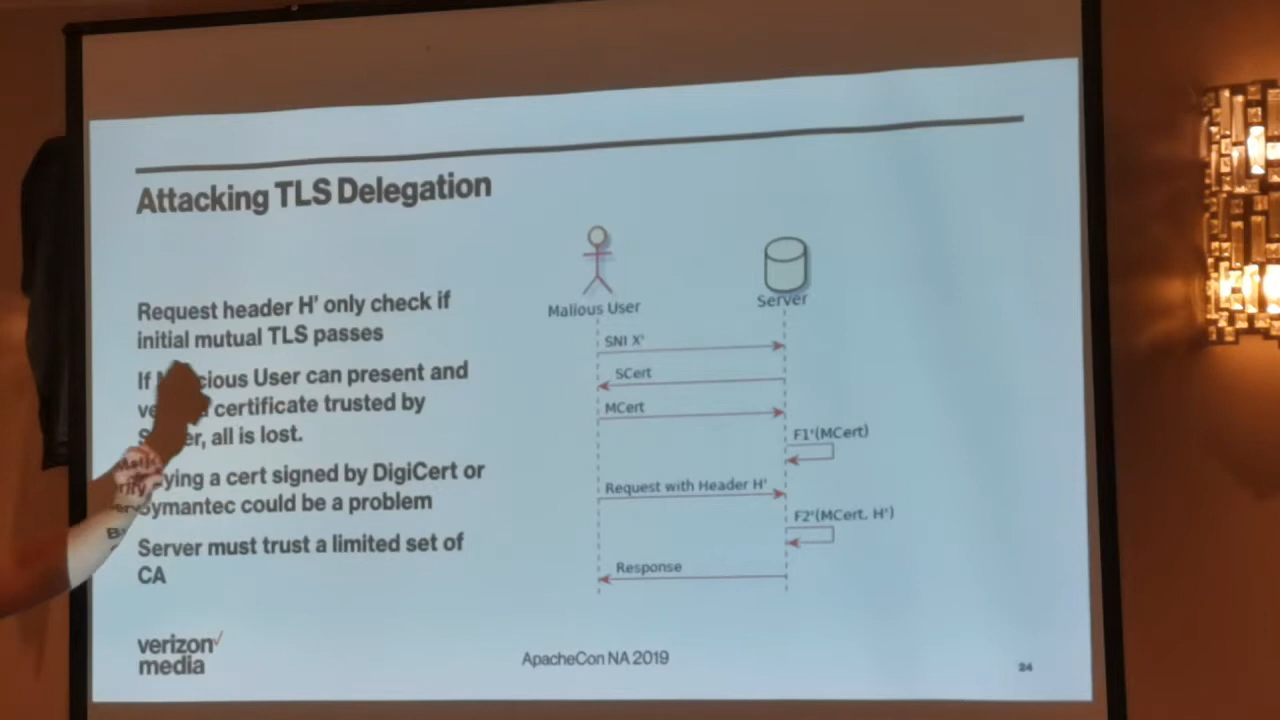 Attacking TLS Delegation
Request header H' only check if
initial mutual TLS passes
If cious User can present and
certificate trusted by
all is lost.
ying a cert signed by DigiCert or
ymantec could be a problem
Server must trust a limited set of
CA
Malious User
Server
SNI X'
SCert
MCert
F1'(MCert)
Request with Header H'
F2'(MCert. H')
Response
verizon✓
media
ApacheCon NA 2019
24